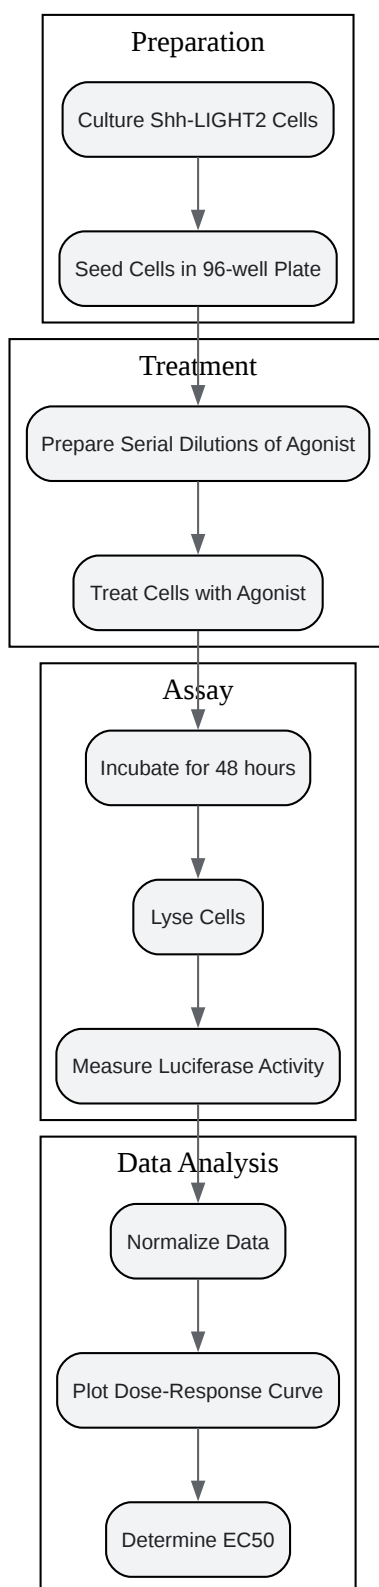 Preparation
Culture Shh-LIGHT2 Cells
Seed Cells in 96-well Plate
Treatment
Prepare Serial Dilutions of Agonist
Treat Cells with Agonist
Assay
Incubate for 48 hours
Lyse Cells
Measure Luciferase Activity
Data Analysis
Normalize Data
Plot Dose-Response Curve
Determine EC50